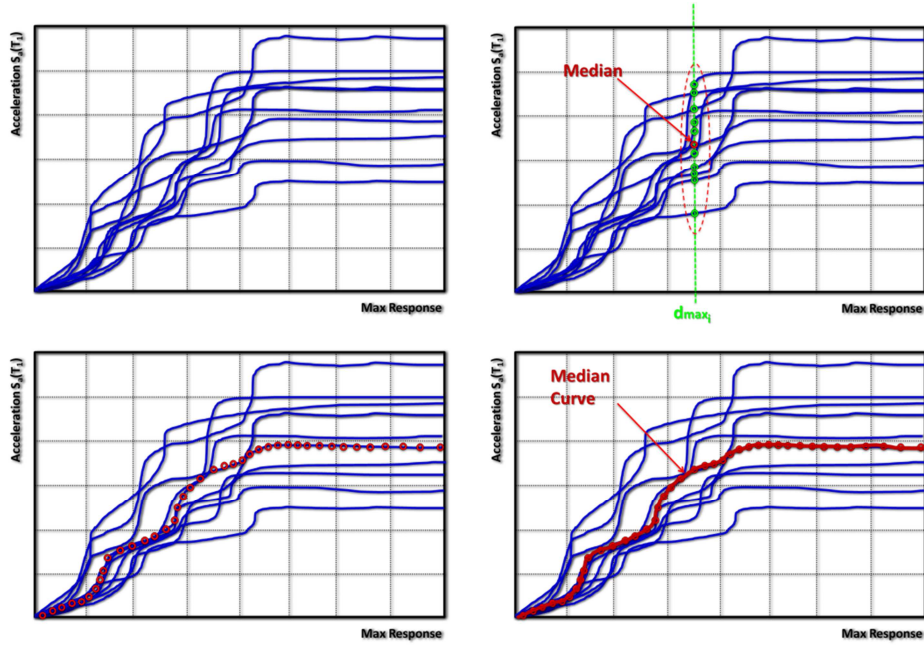 Acceleration Sₐ(T₁)
Max Response
Acceleration Sₐ(T₁)
Median
Max Response
dmaxᵢ
Acceleration Sₐ(T₁)
Max Response
Acceleration Sₐ(T₁)
Median
Curve
Max Response